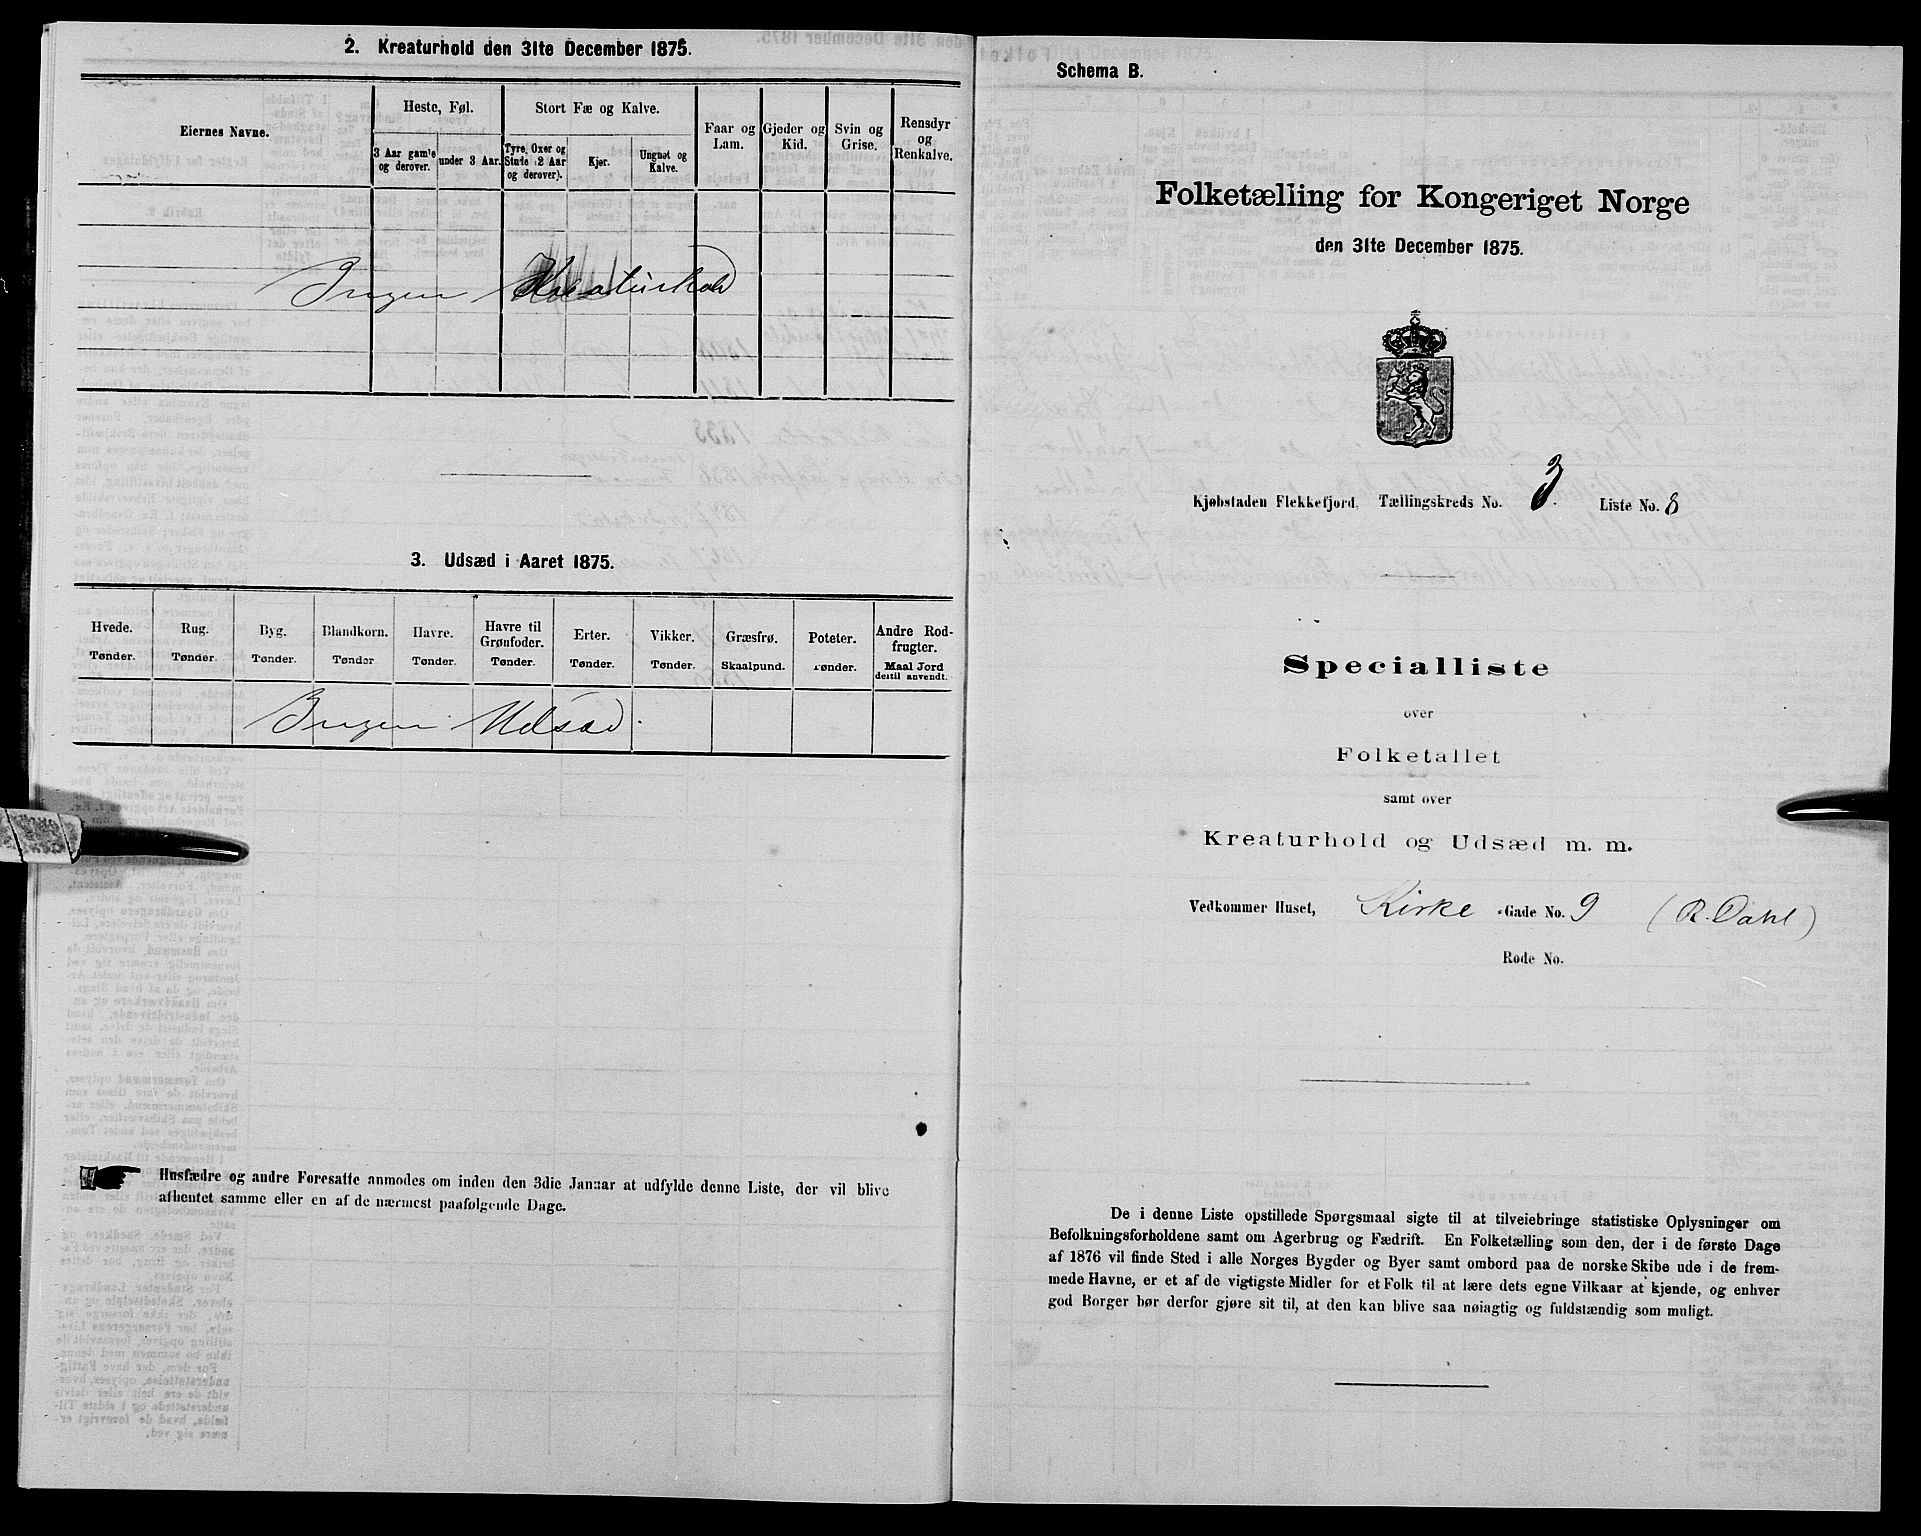 2. Kreaturhold den 31te December 1875.
Eiernes Navne.
Heste, Føl.
Stort Fæ og Kalve.
Faar og Lam.
Gjeder og Kid.
Svin og Grise.
Rensdyr og Renkalve.
3 Aar gamle og derover.
under 3 Aar.
Tyre, Oxer og Stude (2 Aar og derover).
Kjør.
Ungnøt og Kalve.
Ingen Kreaturhold
3. Udsæd i Aaret 1875.
Hvede. Tønder.
Rug. Tønder.
Byg. Tønder.
Blandkorn. Tønder
Havre. Tønder.
Havre til Grønfoder. Tønder.
Erter. Tønder.
Vikker. Tønder.
Græsfrø. Skaalpund.
Poteter. Tønder.
Andre Rodfrugter. Maal Jord dertil anvendt.
Ingen Udsæd.
Husfædre og andre Foresatte anmodes om inden den 3die Januar at udfylde denne Liste, der vil blive
afhentet samme eller en af de nærmest paafølgende Dage.
Schema B.
Folketælling for Kongeriget Norge
den 31te December 1875.
Kjøbstaden Flekkefjord, Tællingskreds No. 3. Liste No. 8
Specialliste
over
Folketallet
samt over
Kreaturhold og Udsæd m. m.
Vedkommer Huset, Kirke -Gade No. 9 (R. Dahl)
Rode No.
De i denne Liste opstillede Spørgsmaal sigte til at tilveiebringe statistiske Oplysninger om
Befolkningsforholdene samt om Agerbrug og Fædrift. En Folketælling som den, der i de første Dage
af 1876 vil finde Sted i alle Norges Bygder og Byer samt ombord paa de norske Skibe ude i de frem-
mede Havne, er et af de vigtigste Midler for et Folk til at lære dets egne Vilkaar at kjende, og enhver
god Borger bør derfor gjøre sit til, at den kan blive saa nøiagtig og fuldstændig som muligt.